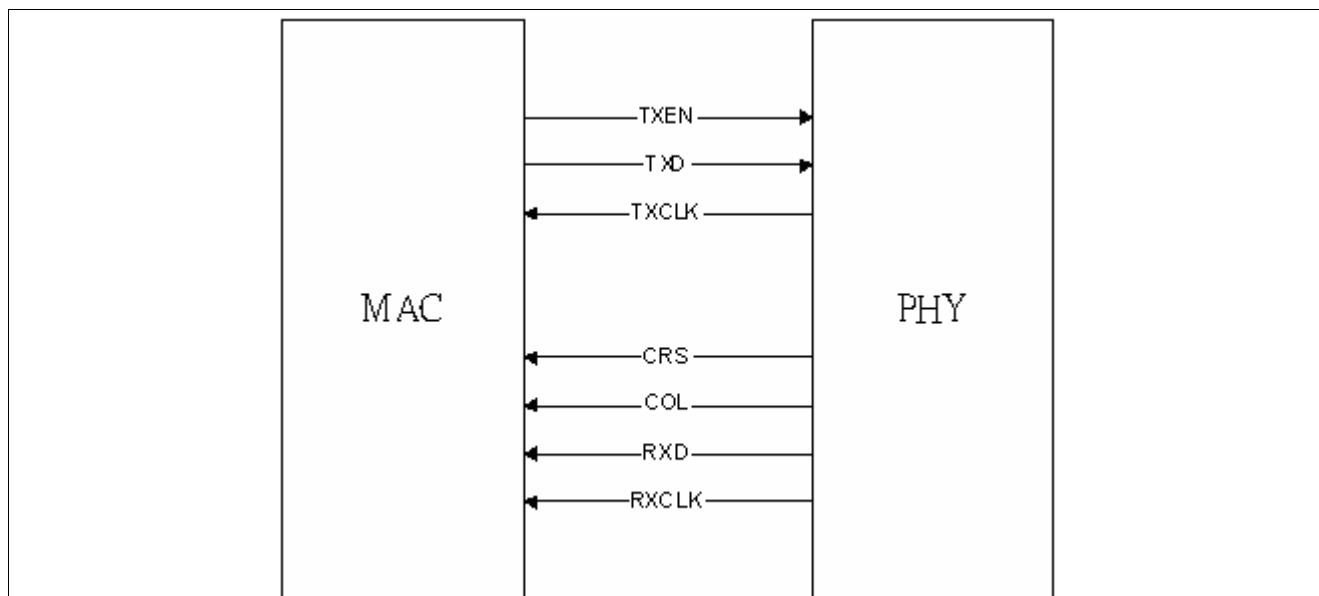 TXEN
TXD
TXCLK
MAC
PHY
CRS
COL
RXD
RXCLK